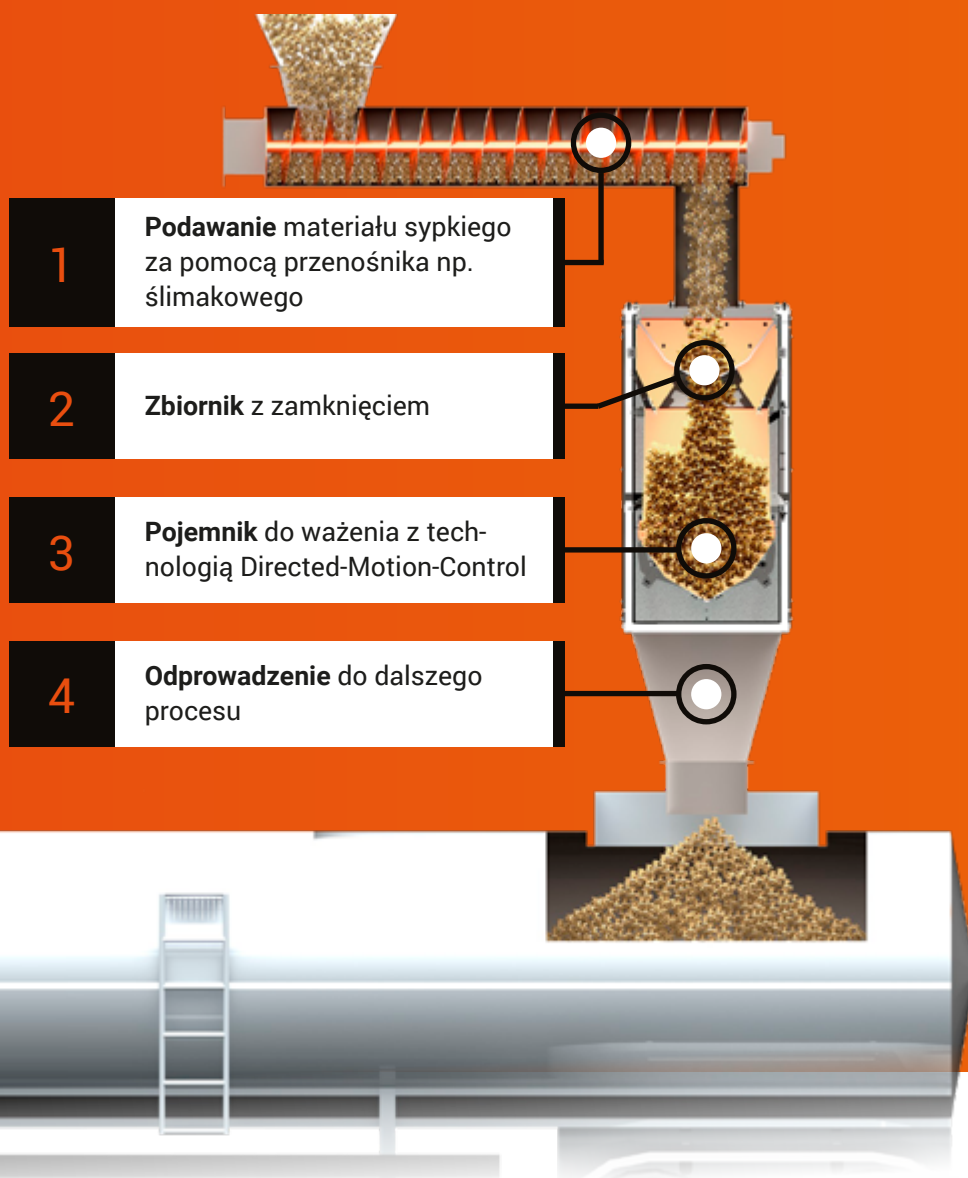 1
Podawanie materiału sypkiego
za pomocą przenośnika np.
ślimakowego
2
Zbiornik z zamknięciem
3
Pojemnik do ważenia z tech-
nologią Directed-Motion-Control
4
Odprowadzenie do dalszego
procesu